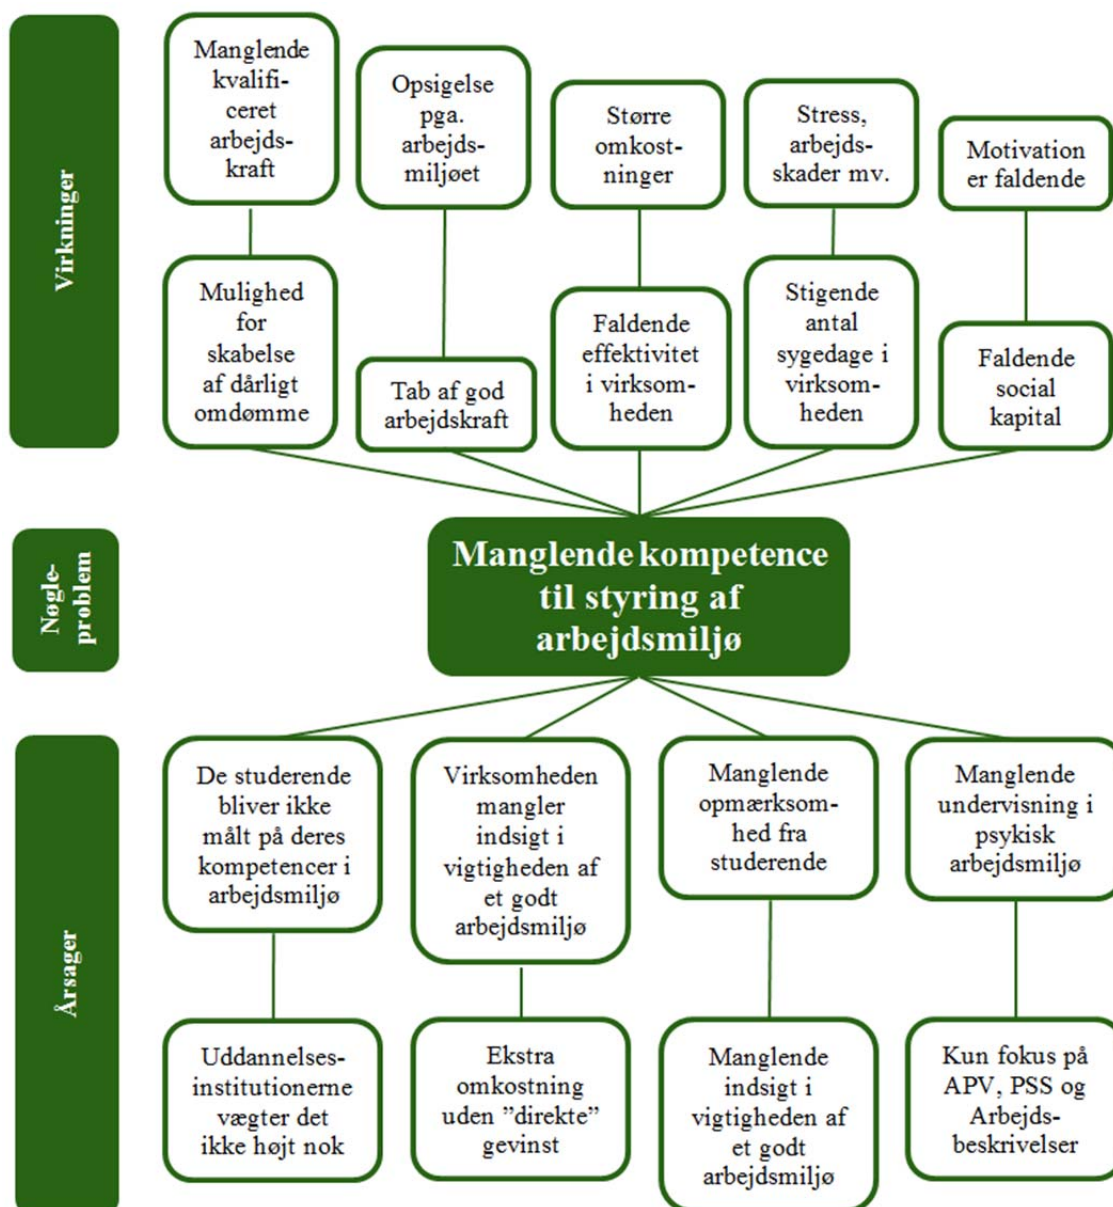 Virkninger
Manglende
kvalifi-
ceret
arbejds-
kraft
Opsigelse
pga.
arbejds-
miljøet
Større
omkost-
ninger
Stress,
arbejds-
skader mv.
Motivation
er faldende
Mulighed
for
skabelse
af dårligt
omdømme
Tab af god
arbejdskraft
Faldende
effektivitet
i virksom-
heden
Stigende
antal
sygedage i
virksom-
heden
Faldende
social
kapital
Nøgle-
problem
Manglende kompetence
til styring af
arbejdsmiljø
Årsager
De studerende
bliver ikke
målt på deres
kompetencer i
arbejdsmiljø
Virksomheden
mangler
indsigt i
vigtigheden af
et godt
arbejdsmiljø
Manglende
opmærksom-
hed fra
studerende
Manglende
undervisning i
psykisk
arbejdsmiljø
Uddannelses-
institutionerne
vægter det
ikke højt nok
Ekstra
omkostning
uden ”direkte”
gevinst
Manglende
indsigt i
vigtigheden af
et godt
arbejdsmiljø
Kun fokus på
APV, PSS og
Arbejds-
beskrivelser